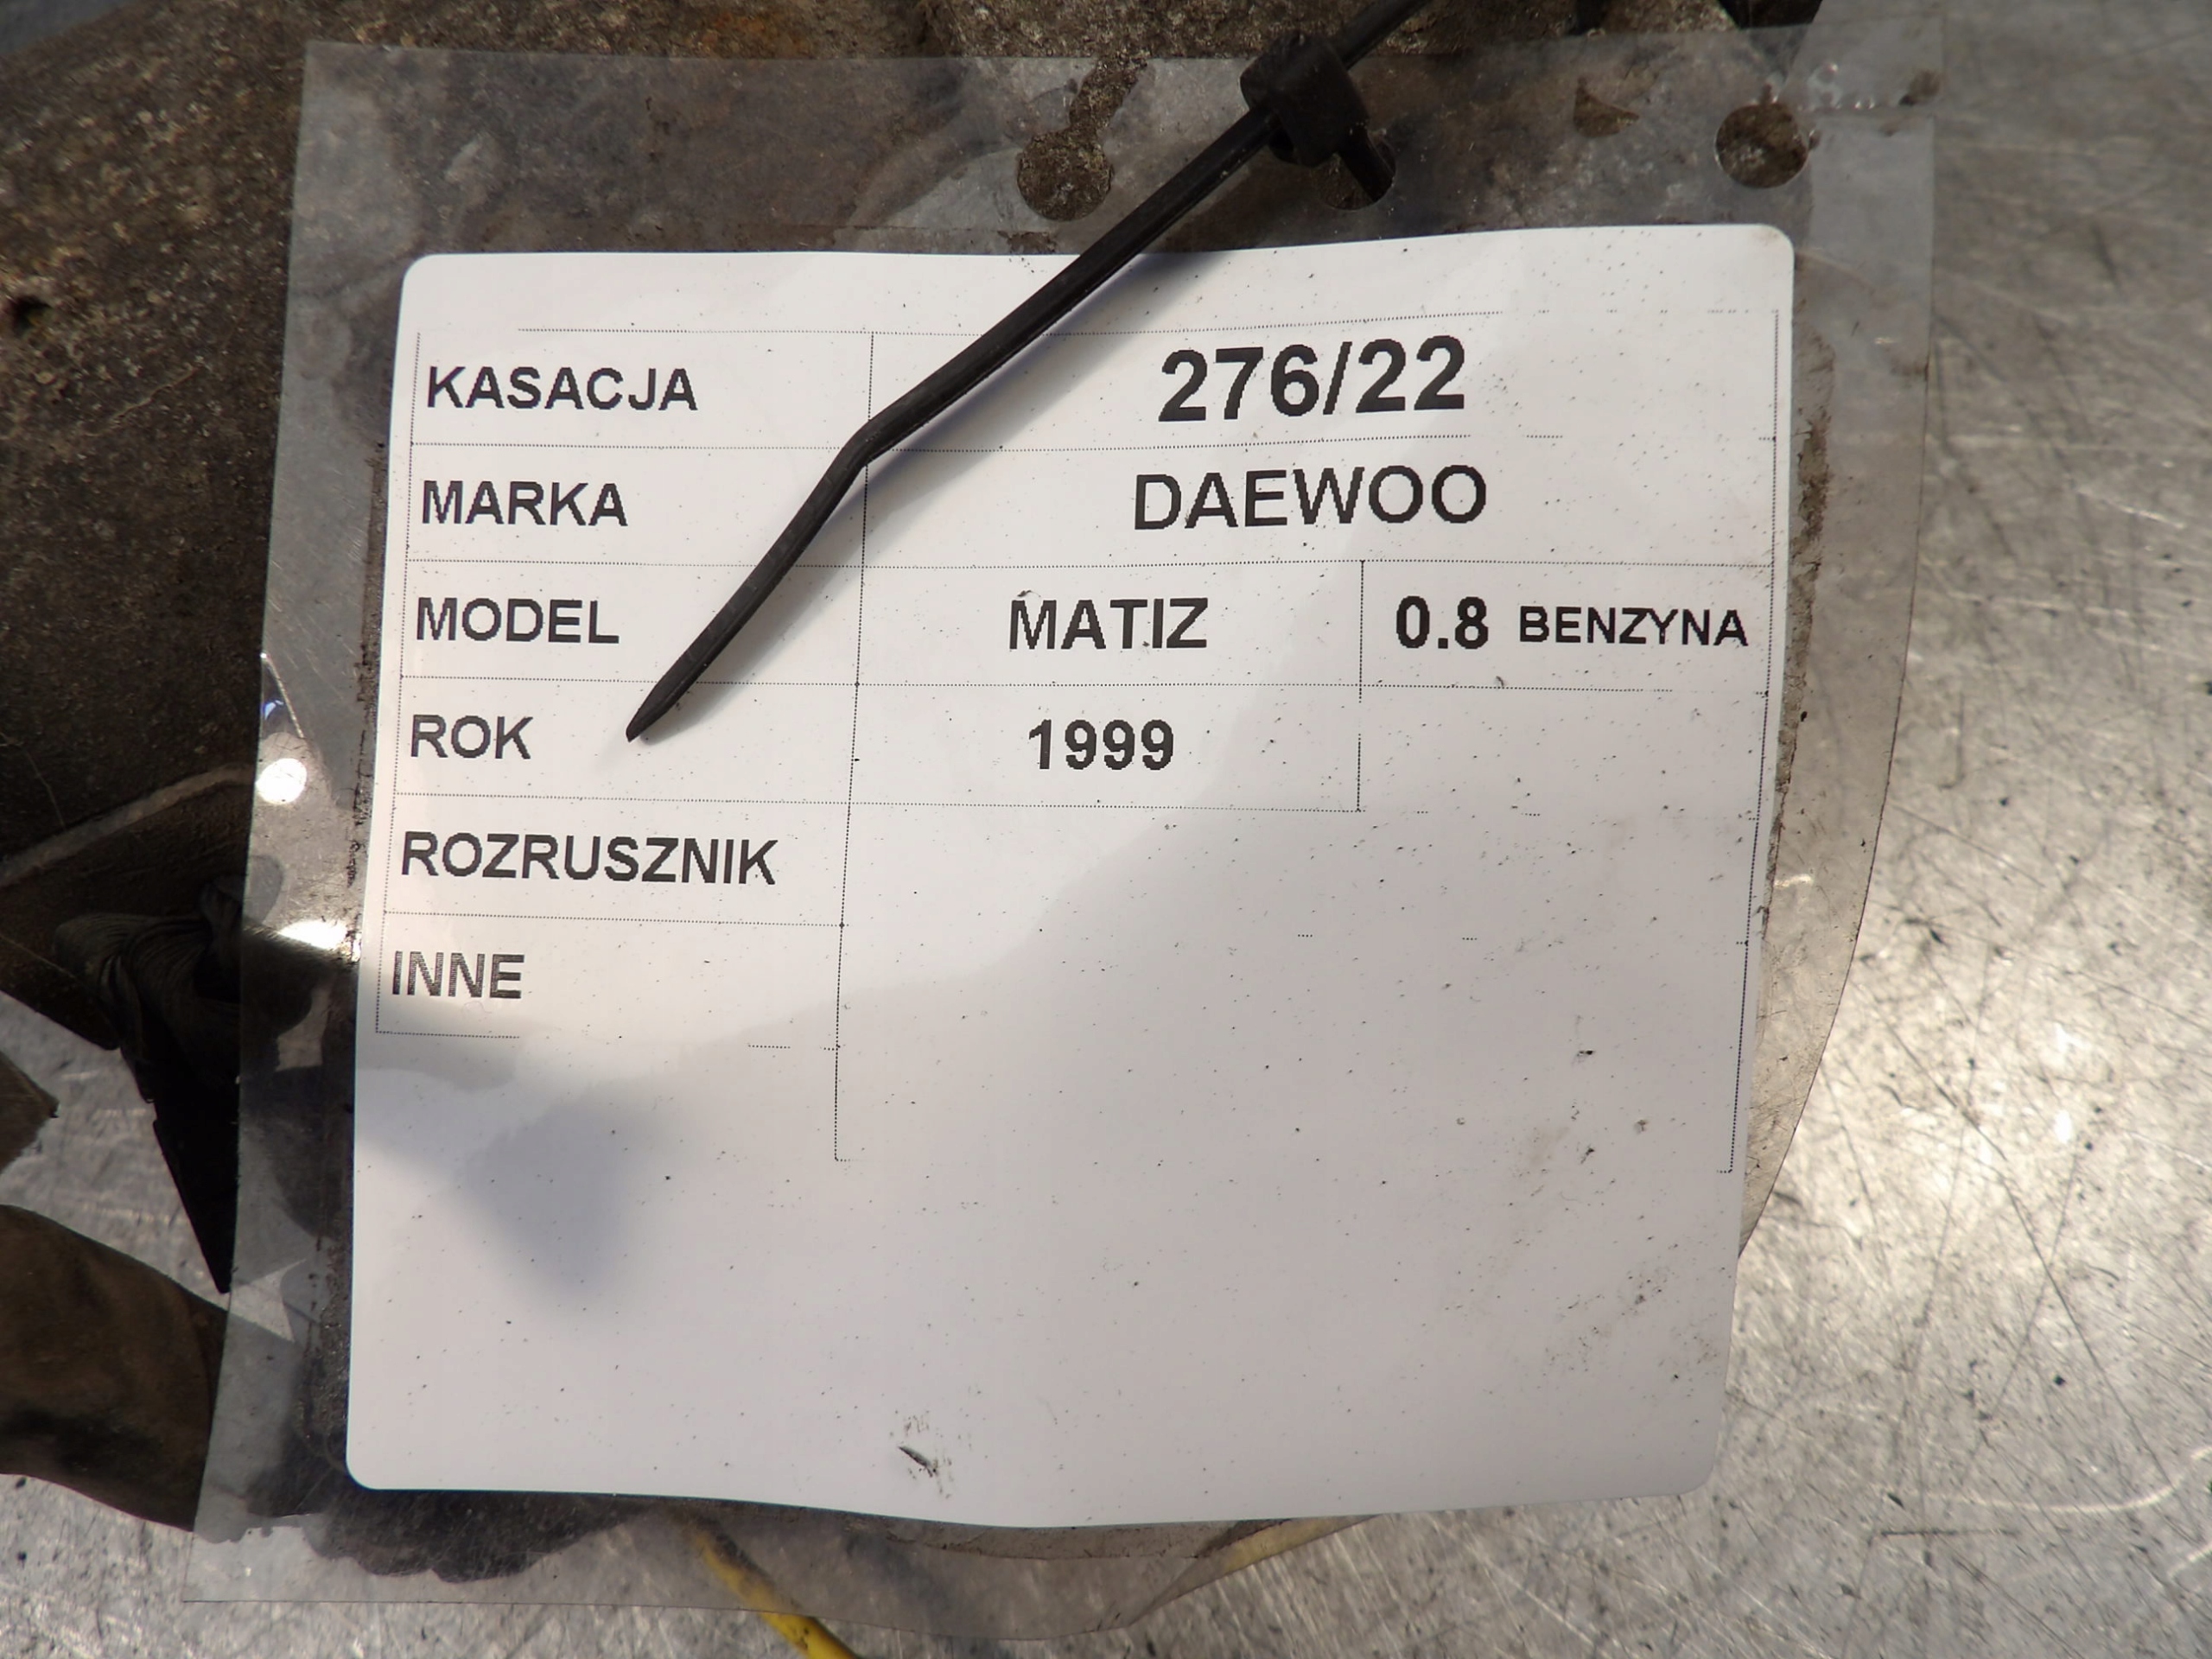 KASACJA 276/22
MARKA DAEWOO
MODEL MATIZ 0.8 BENZYNA
ROK 1999
ROZRUSZNIK
INNE